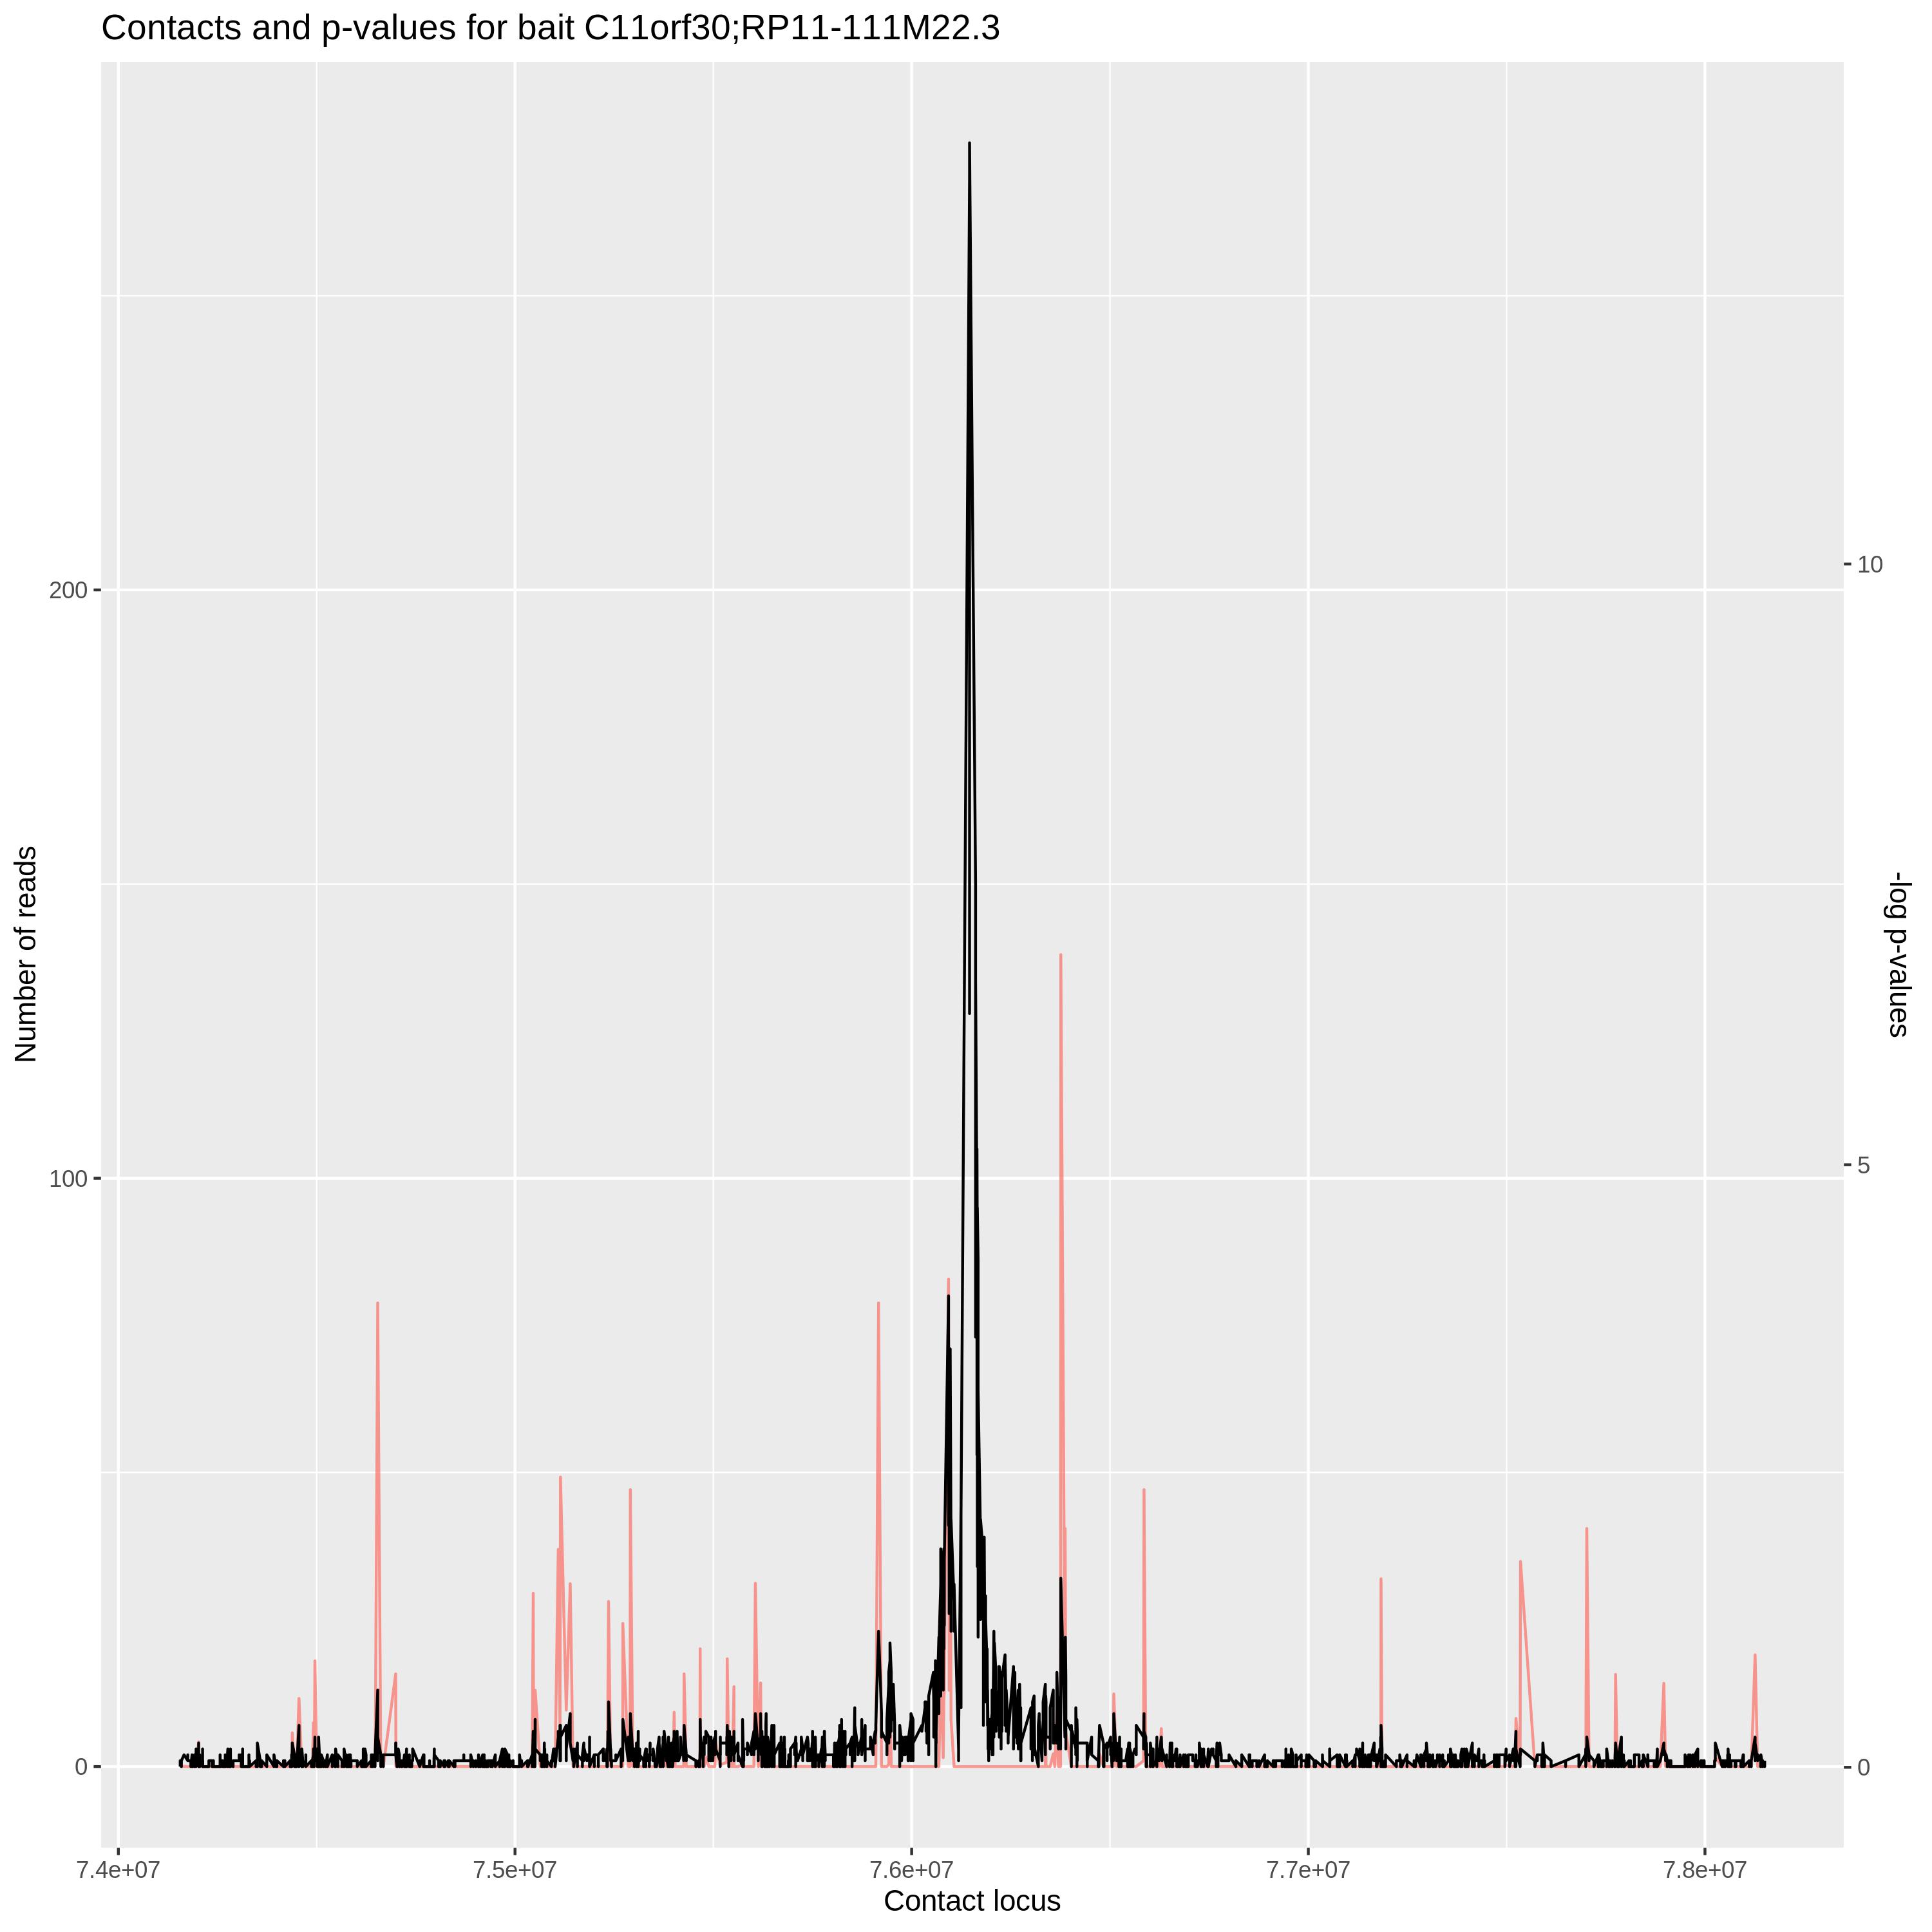 Contacts and p-values for bait C11orf30;RP11-111M22.3
Number of reads
200
100
0
10
5
0
-log p-values
7.4e+07
7.5e+07
7.6e+07
7.7e+07
7.8e+07
Contact locus